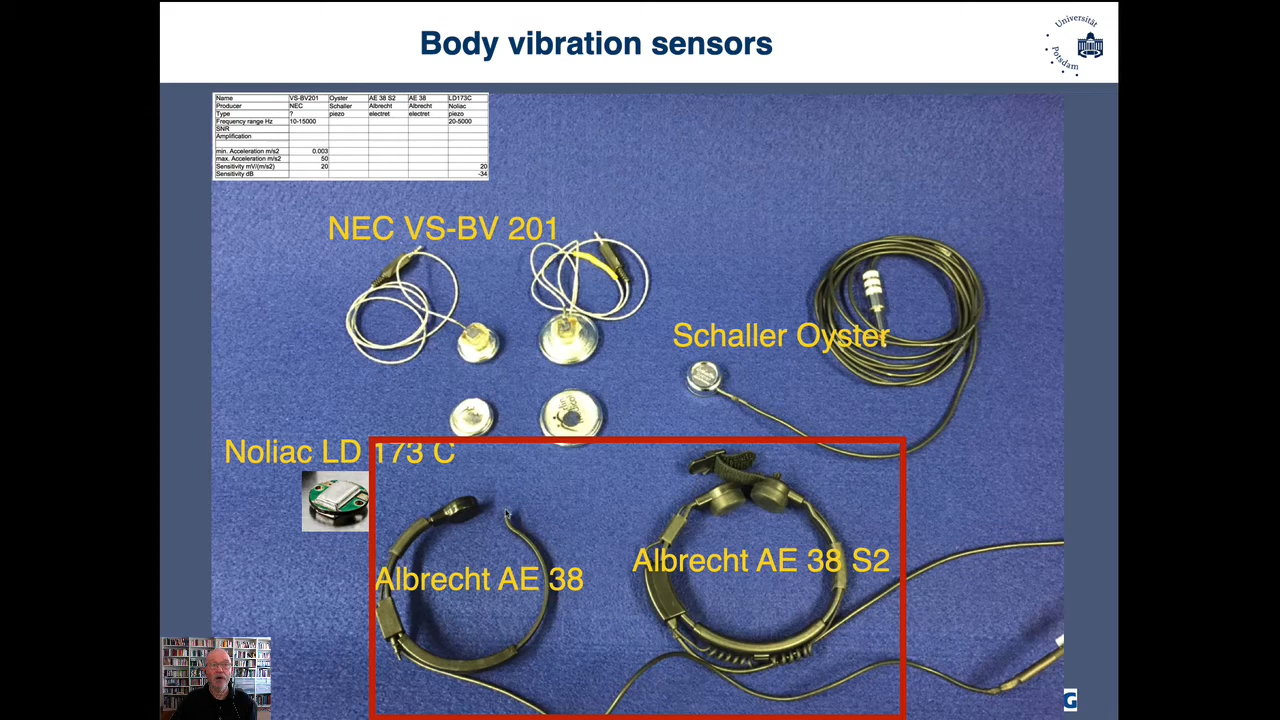 Body vibration sensors
Universität
Potsdam
Name VS-BV201 Oyster AE 38 S2 AE 38 LD173C
Producer NEC Schaller Albrecht Albrecht Noliac
Type ? piezo electret electret piezo
Frequency range Hz 10-15000 20-5000
SNR
Amplification
min. Acceleration m/s2 0.003
max. Acceleration m/s2 50
Sensitivity mV/(m/s2) 20 20
Sensitivity dB -34
NEC VS-BV 201
Schaller Oyster
Noliac LD 173 C
Albrecht AE 38
Albrecht AE 38 S2
G